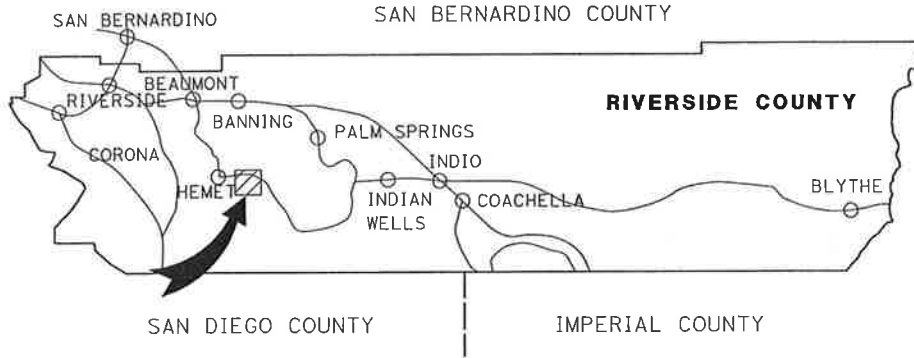 SAN BERNARDINO COUNTY
SAN BERNARDINO
BEAUMONT
RIVERSIDE
BANNING
RIVERSIDE COUNTY
PALM SPRINGS
CORONA
INDIO
HEMET
INDIAN
WELLS
COACHELLA
BLYTHE
SAN DIEGO COUNTY
IMPERIAL COUNTY